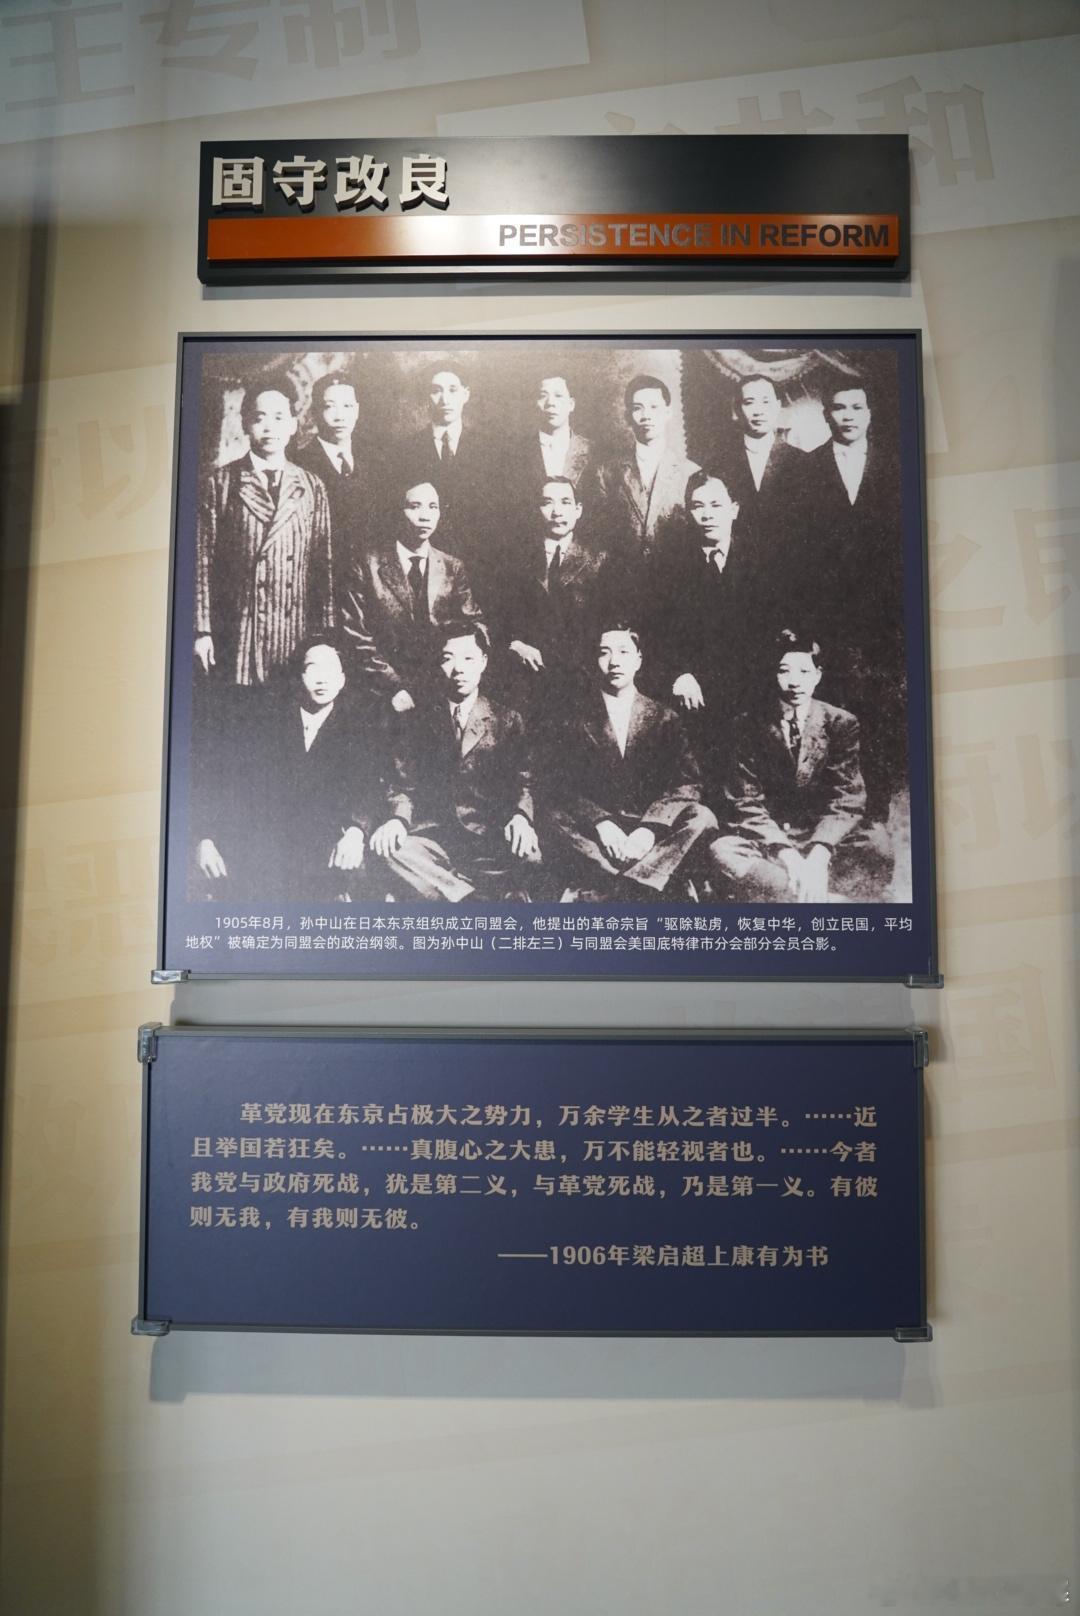 主专制
共和
固守改良
PERSISTENCE IN REFORM
1905年8月，孙中山在日本东京组织成立同盟会，他提出的革命宗旨“驱除鞑虏，恢复中华，创立民国，平均
地权”被确定为同盟会的政治纲领。图为孙中山（二排左三）与同盟会美国底特律市分会部分会员合影。
革党现在东京占极大之势力，万余学生从之者过半。……近
且举国若狂矣。……真腹心之大患，万不能轻视者也。……今者
我党与政府死战，犹是第二义，与革党死战，乃是第一义。有彼
则无我，有我则无彼。
——1906年梁启超上康有为书